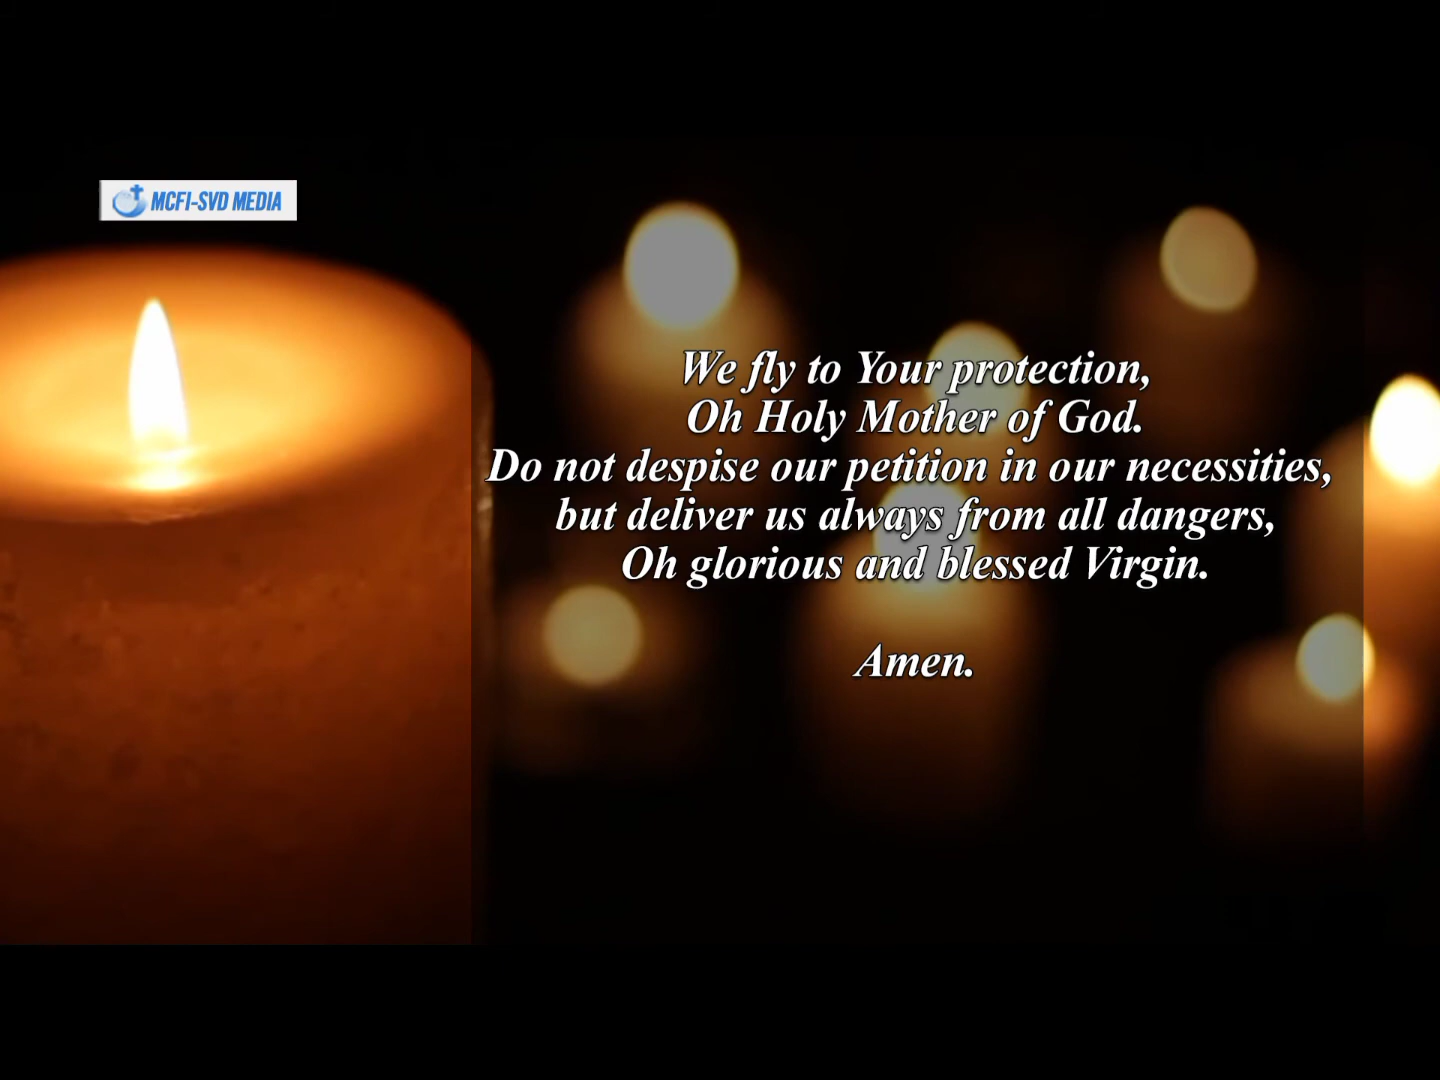 MCFI-SVD MEDIA
We fly to Your protection,
Oh Holy Mother of God.
Do not despise our petition in our necessities,
but deliver us always from all dangers,
Oh glorious and blessed Virgin.
Amen.